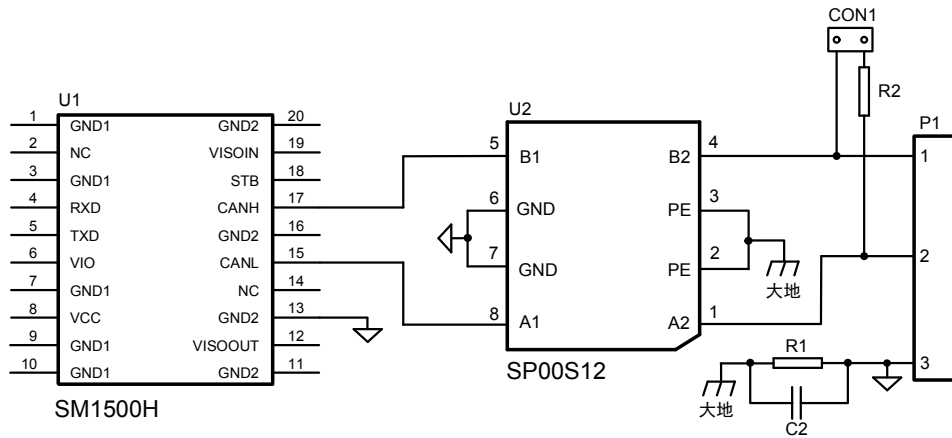 CON1
R2
P1
U1
1 GND1 GND2 20
2 NC VISOIN 19
3 GND1 STB 18
4 RXD CANH 17
5 TXD GND2 16
6 VIO CANL 15
7 GND1 NC 14
8 VCC GND2 13
9 GND1 VISOOUT 12
10 GND1 GND2 11
SM1500H
U2
5 B1 B2 4
6 GND PE 3
7 GND PE 2
8 A1 A2 1
SP00S12
大地
1
2
3
R1
大地
C2